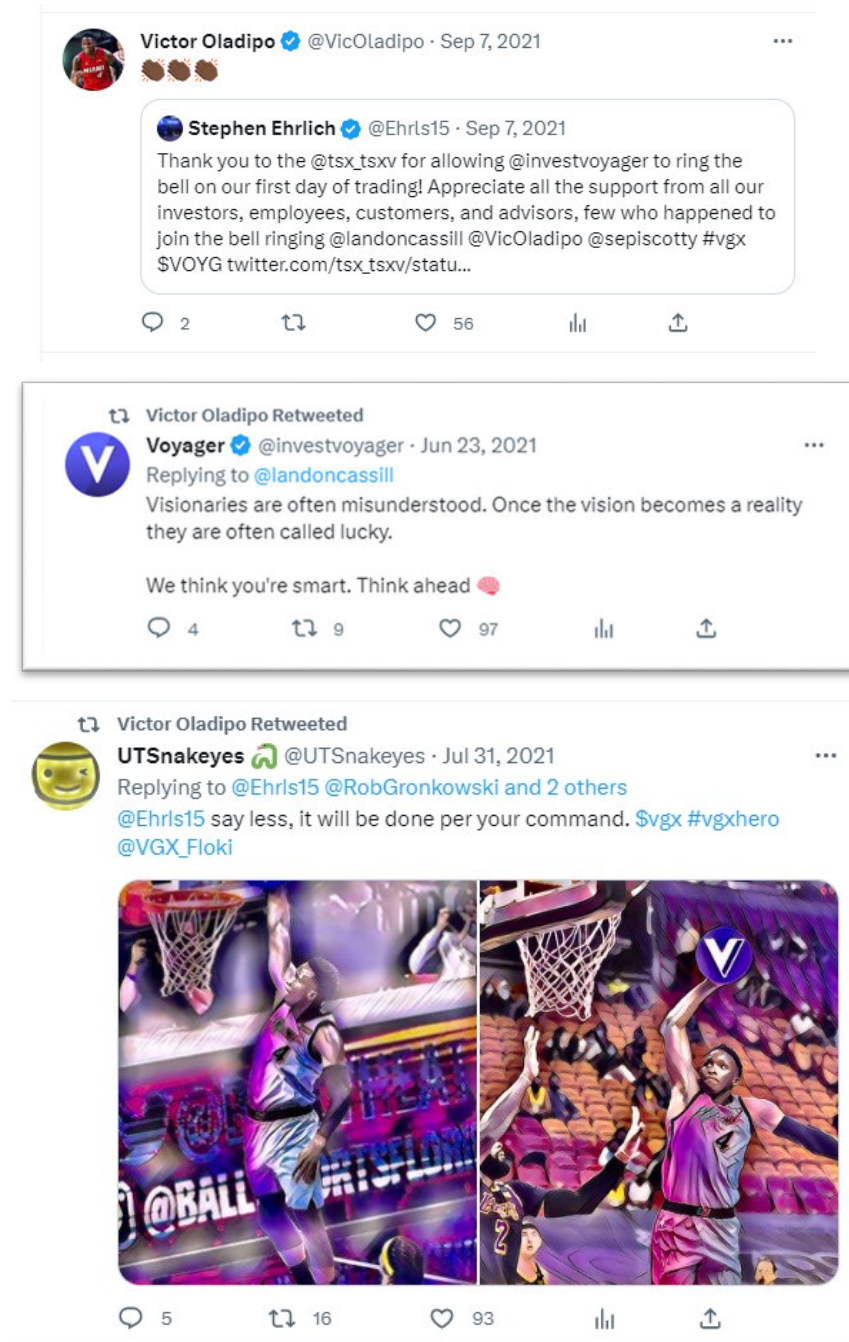 Victor Oladipo @VicOladipo · Sep 7, 2021
👏🏾👏🏾👏🏾
Stephen Ehrlich @Ehrls15 · Sep 7, 2021
Thank you to the @tsx_tsxv for allowing @investvoyager to ring the
bell on our first day of trading! Appreciate all the support from all our
investors, employees, customers, and advisors, few who happened to
join the bell ringing @landoncassill @VicOladipo @sepiscotty #vgx
$VOYG twitter.com/tsx_tsxv/statu...
2 56
Victor Oladipo Retweeted
Voyager @investvoyager · Jun 23, 2021
Replying to @landoncassill
Visionaries are often misunderstood. Once the vision becomes a reality
they are often called lucky.
We think you're smart. Think ahead 🧠
4 9 97
Victor Oladipo Retweeted
UTSnakeyes 🐍 @UTSnakeyes · Jul 31, 2021
Replying to @Ehrls15 @RobGronkowski and 2 others
@Ehrls15 say less, it will be done per your command. $vgx #vgxhero
@VGX_Floki
4
@BALL
V
4
2
5 16 93